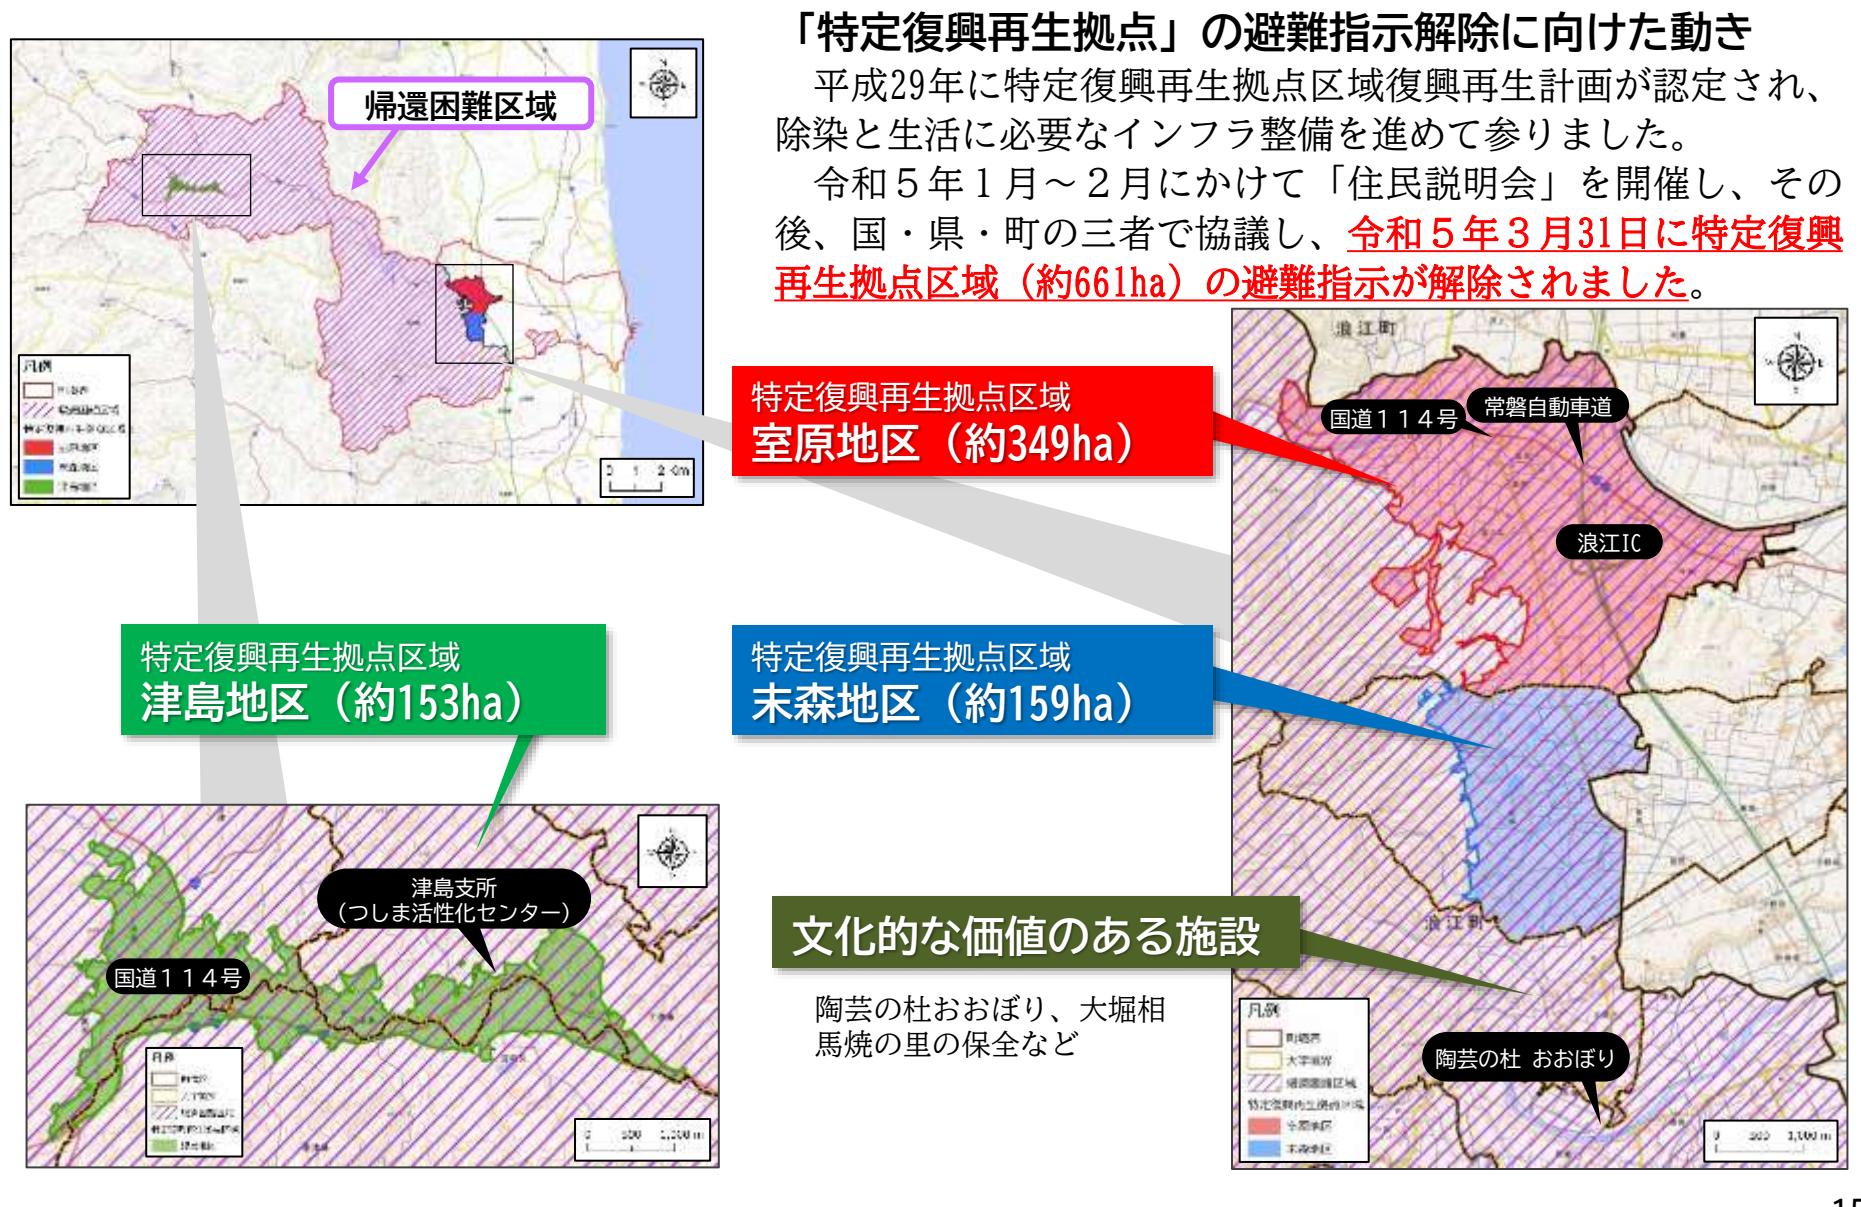 「特定復興再生拠点」の避難指示解除に向けた動き
平成29年に特定復興再生拠点区域復興再生計画が認定され、
除染と生活に必要なインフラ整備を進めて参りました。
令和５年１月～２月にかけて「住民説明会」を開催し、その
後、国・県・町の三者で協議し、令和５年３月31日に特定復興
再生拠点区域（約661ha）の避難指示が解除されました。
帰還困難区域
凡例
0 1 2 Km
特定復興再生拠点区域
室原地区（約349ha）
浪江町
国道１１４号
常磐自動車道
浪江IC
特定復興再生拠点区域
津島地区（約153ha）
特定復興再生拠点区域
末森地区（約159ha）
津島支所
（つしま活性化センター）
国道１１４号
凡例
0 500 1,000 m
文化的な価値のある施設
陶芸の杜おおぼり、大堀相
馬焼の里の保全など
浪江町
陶芸の杜 おおぼり
凡例
町境界
大字境界
帰還困難区域
特定復興再生拠点区域
室原地区
末森地区
0 500 1,000 m